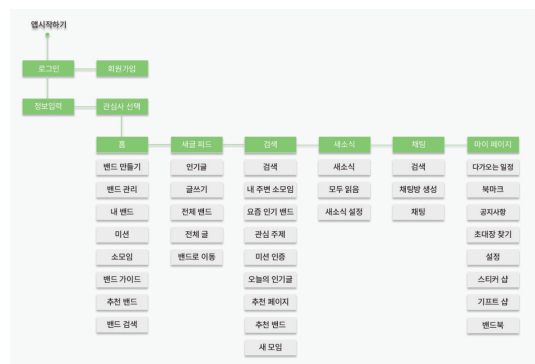 앱시작하기
로그인 회원가입
정보입력 관심사 선택
홈 새글 피드 검색 새소식 채팅 마이 페이지
밴드 만들기 인기글 검색 새소식 검색 다가오는 일정
밴드 관리 글쓰기 내 주변 소모임 모두 읽음 채팅방 생성 북마크
내 밴드 전체 밴드 요즘 인기 밴드 새소식 설정 채팅 공지사항
미션 전체 글 관심 주제 초대장 찾기
소모임 밴드로 이동 미션 인증 설정
밴드 가이드 오늘의 인기글 스티커 샵
추천 밴드 추천 페이지 기프트 샵
밴드 검색 추천 밴드 밴드북
새 모임